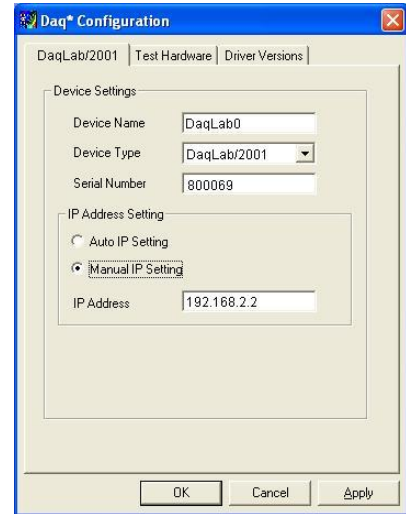 Daq* Configuration
DaqLab/2001 Test Hardware Driver Versions
Device Settings
Device Name DaqLab0
Device Type DaqLab/2001
Serial Number 800069
IP Address Setting
Auto IP Setting
Manual IP Setting
IP Address 192.168.2.2
OK Cancel Apply